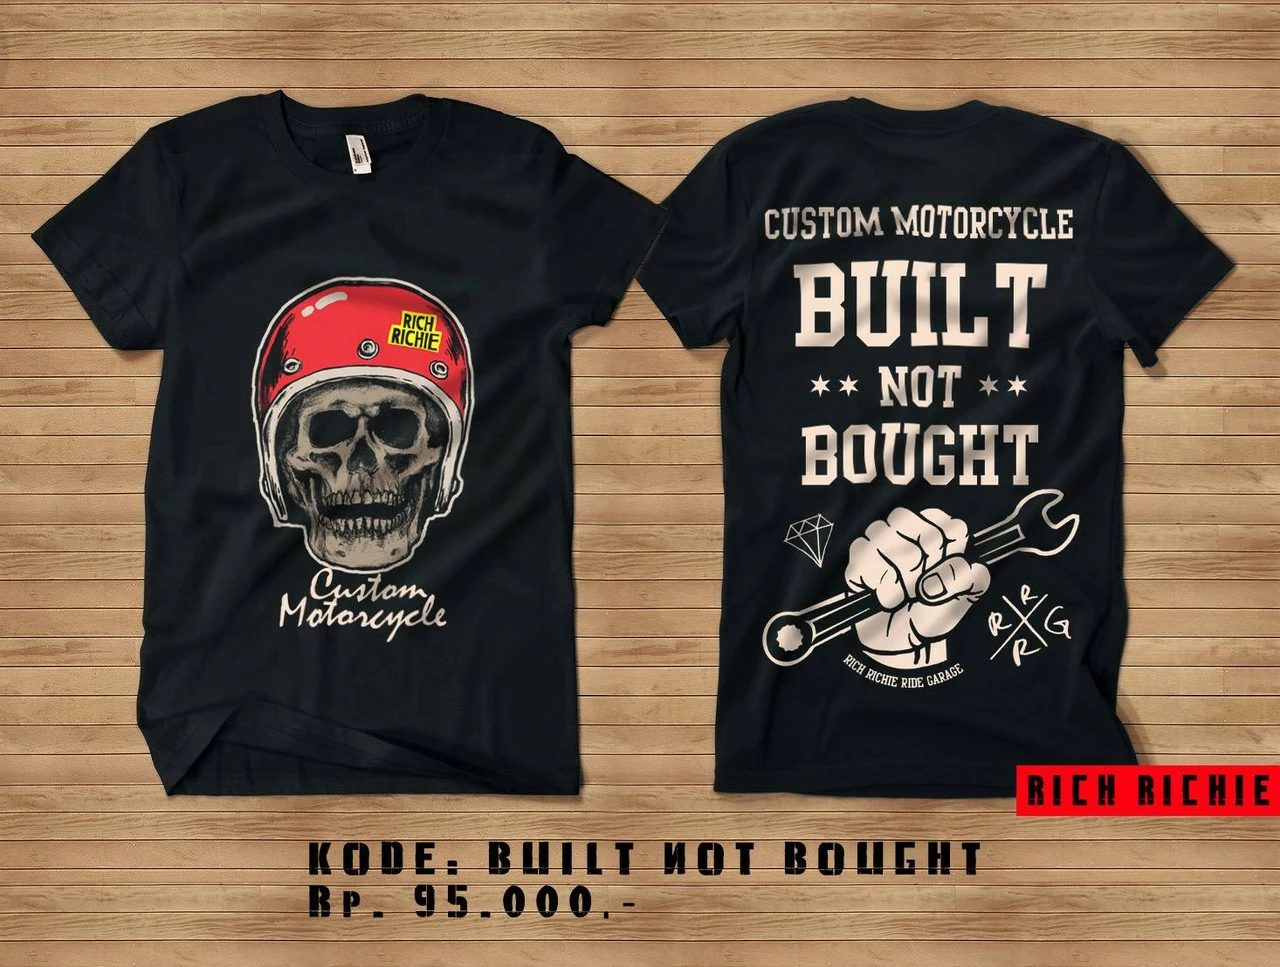 RICH
RICHIE
Custom
Motorcycle
CUSTOM MOTORCYCLE
BUILT
NOT
BOUGHT
R R G R
RICH RICHIE RIDE GARAGE
RICH RICHIE
KODE: BUILT NOT BOUGHT
Rp. 95.000,-